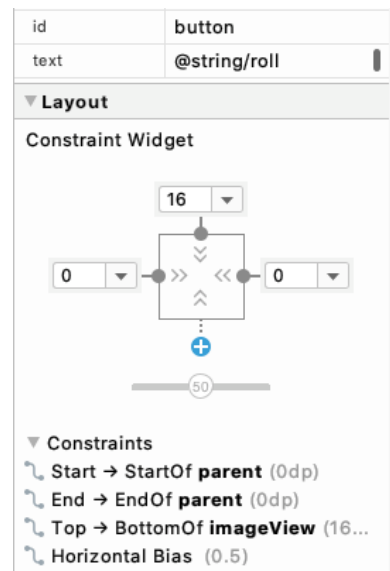 id button
text @string/roll
Layout
Constraint Widget
16
0 0
50
Constraints
Start → StartOf parent (0dp)
End → EndOf parent (0dp)
Top → BottomOf imageView (16...
Horizontal Bias (0.5)